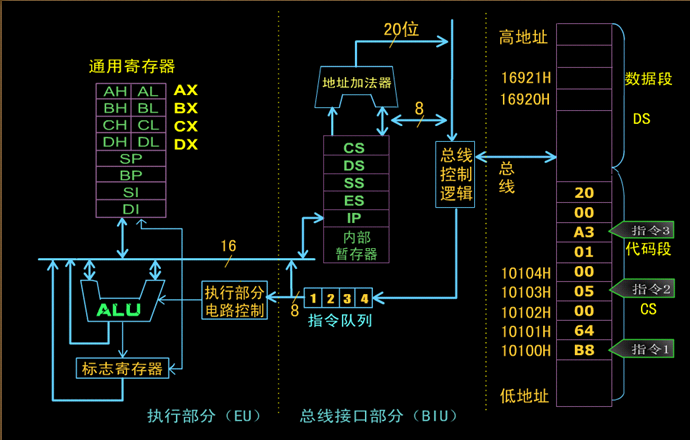 通用寄存器
AH AL AX
BH BL BX
CH CL CX
DH DL DX
SP
BP
SI
DI
16
ALU
标志寄存器
执行部分
电路控制
执行部分（EU）
20位
地址加法器
8
CS
DS
SS
ES
IP
内部
暂存器
总线
控制
逻辑
8
1 2 3 4
指令队列
总线接口部分（BIU）
总
线
高地址
16921H
16920H
数据段
DS
20
00
A3 指令3
01 代码段
10104H 00
10103H 05 指令2
10102H 00 CS
10101H 64
10100H B8 指令1
低地址